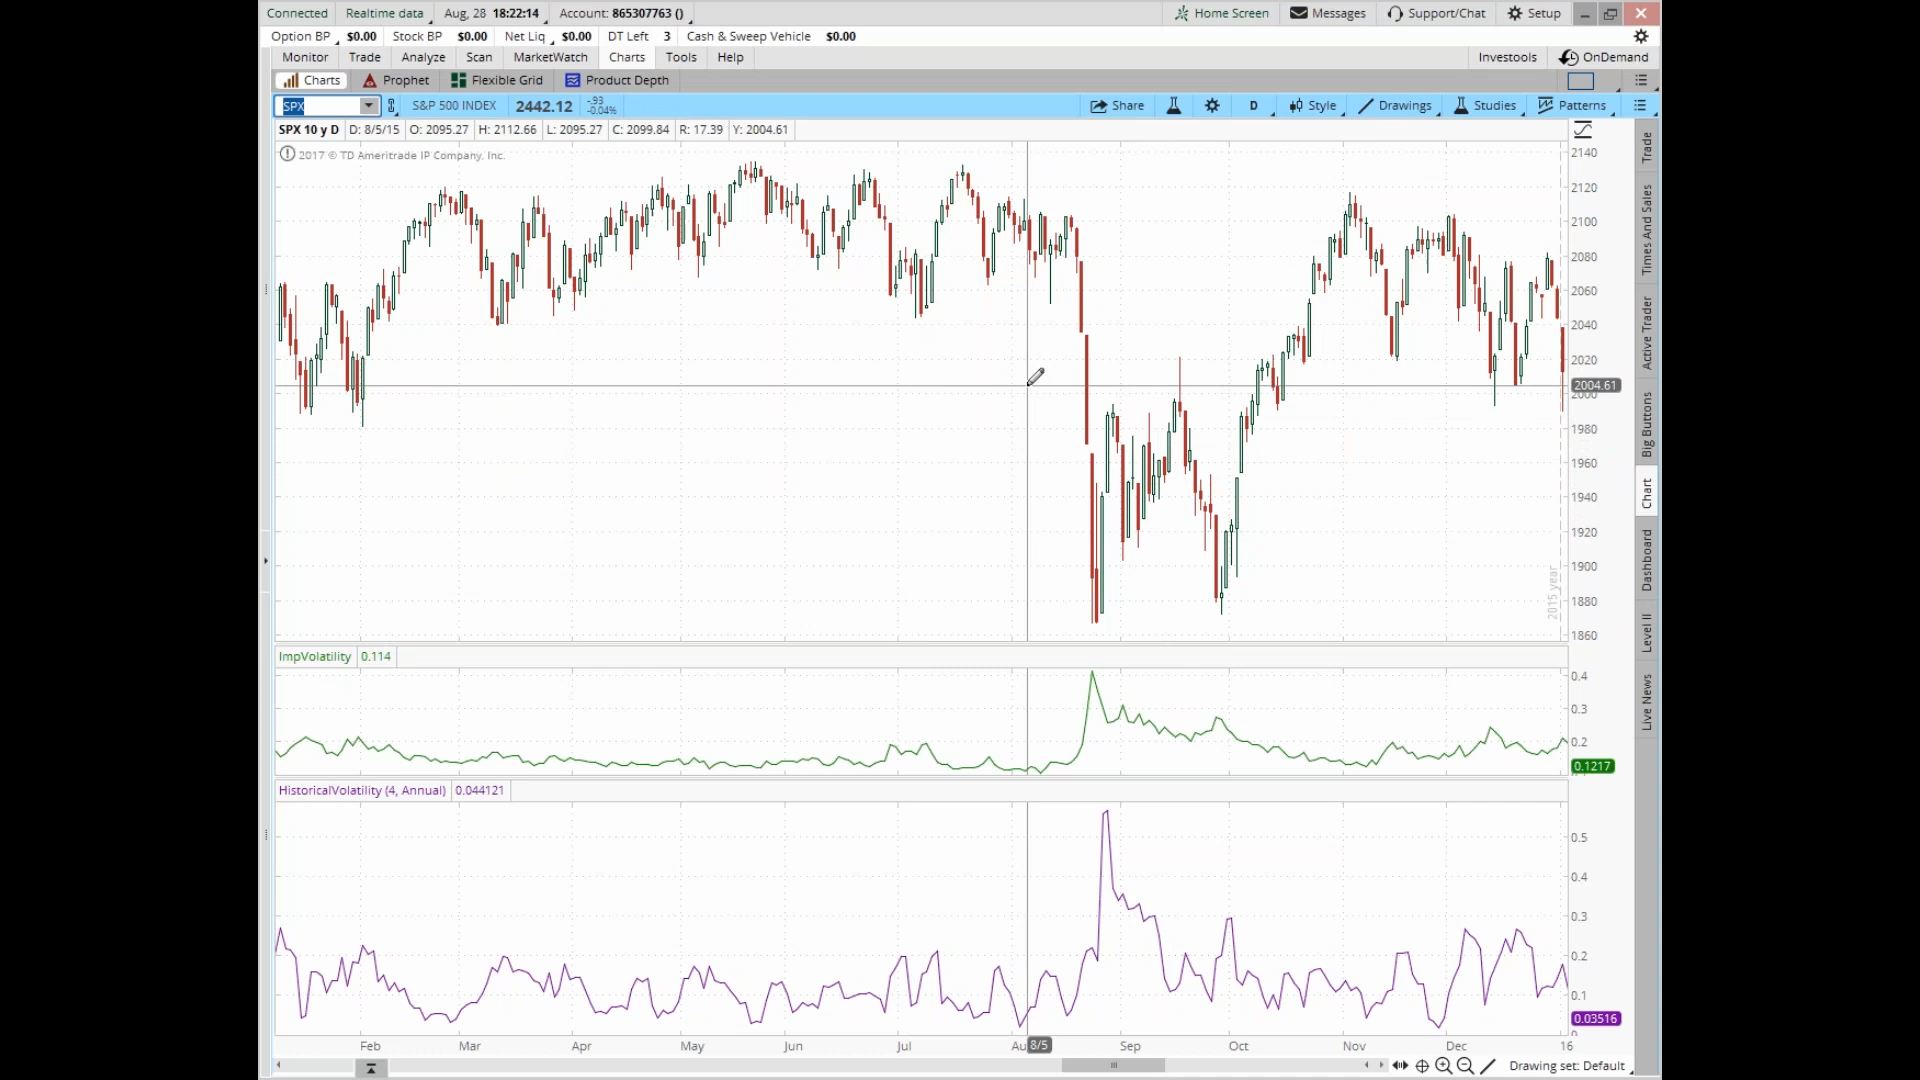 Connected Realtime data Aug, 28 18:22:14 Account: 865307763 () Home Screen Messages Support/Chat Setup
Option BP $0.00 Stock BP $0.00 Net Liq $0.00 DT Left 3 Cash & Sweep Vehicle $0.00
Monitor Trade Analyze Scan MarketWatch Charts Tools Help Investools OnDemand
Charts Prophet Flexible Grid Product Depth
SPX S&P 500 INDEX 2442.12 -.93 -0.04% Share D Style Drawings Studies Patterns
SPX 10 y D D: 8/5/15 O: 2095.27 H: 2112.66 L: 2095.27 C: 2099.84 R: 17.39 Y: 2004.61
2017 © TD Ameritrade IP Company, Inc.
2140
2120
2100
2080
2060
2040
2020
2004.61
2000
1980
1960
1940
1920
1900
1880
1860
2015 year
ImpVolatility 0.114
0.4
0.3
0.2
0.1217
HistoricalVolatility (4, Annual) 0.044121
0.5
0.4
0.3
0.2
0.1
0.03516
0
Feb Mar Apr May Jun Jul Au 8/5 Sep Oct Nov Dec 16
Drawing set: Default
Trade
Times And Sales
Active Trader
Big Buttons
Chart
Dashboard
Level II
Live News